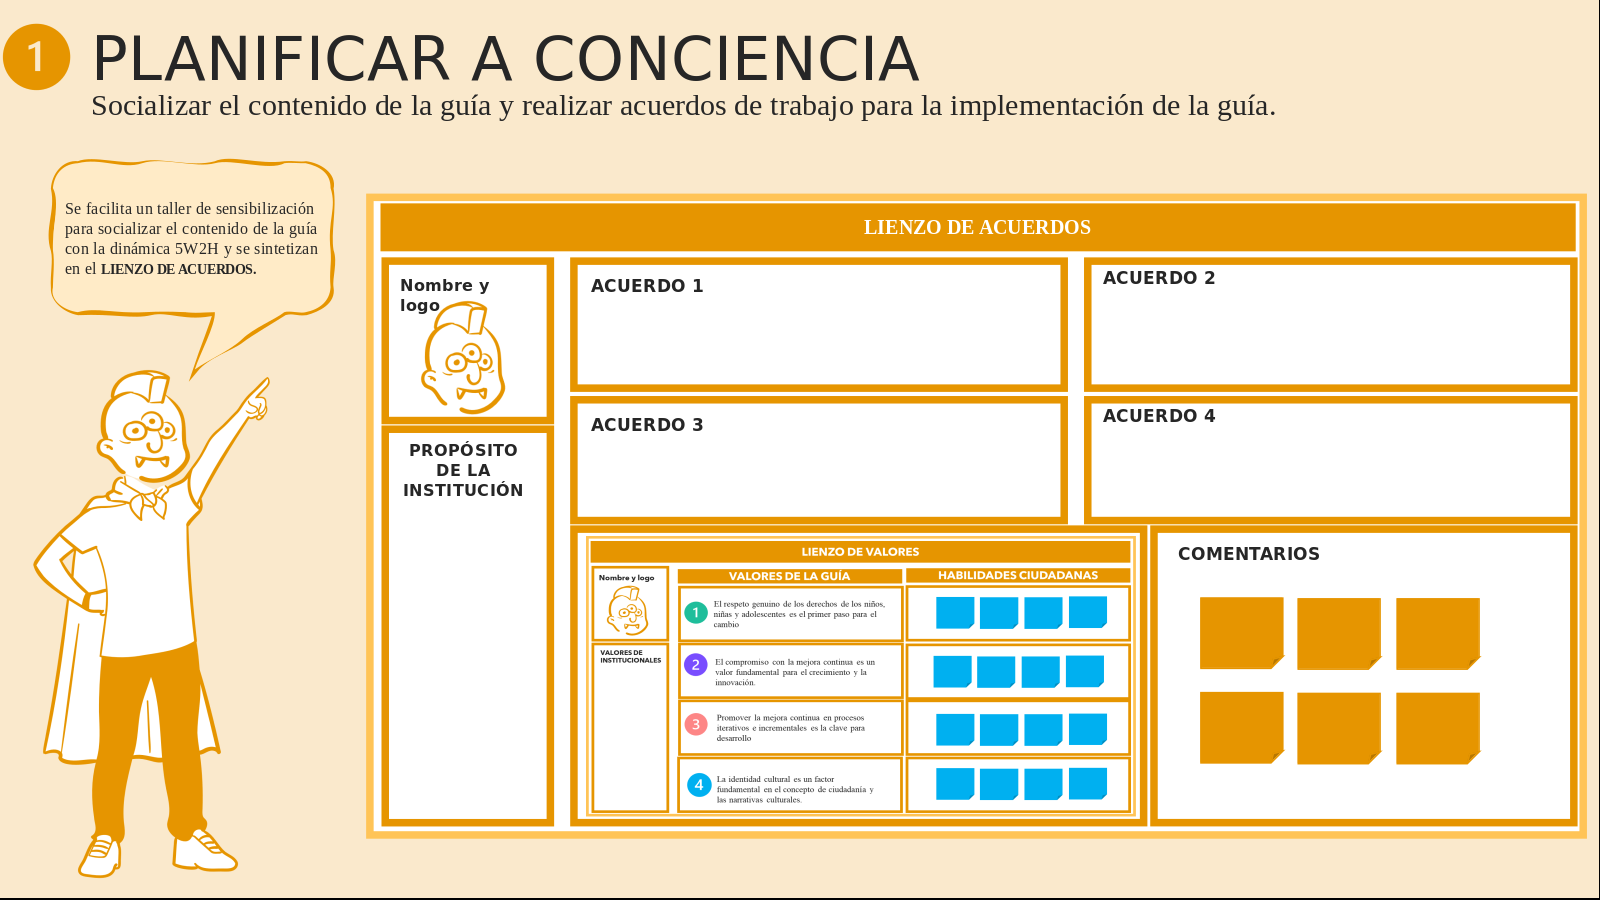 1
PLANIFICAR A CONCIENCIA
Socializar el contenido de la guía y realizar acuerdos de trabajo para la implementación de la guía.
Se facilita un taller de sensibilización
para socializar el contenido de la guía
con la dinámica 5W2H y se sintetizan
en el LIENZO DE ACUERDOS.
LIENZO DE ACUERDOS
Nombre y
logo
ACUERDO 1
ACUERDO 2
ACUERDO 3
ACUERDO 4
PROPÓSITO
DE LA
INSTITUCIÓN
LIENZO DE VALORES
Nombre y logo
VALORES DE LA GUÍA
HABILIDADES CIUDADANAS
1
El respeto genuino de los derechos de los niños,
niñas y adolescentes es el primer paso para el
cambio
VALORES DE
INSTITUCIONALES
2
El compromiso con la mejora continua es un
valor fundamental para el crecimiento y la
innovación.
3
Promover la mejora continua en procesos
iterativos e incrementales es la clave para
desarrollo
4
La identidad cultural es un factor
fundamental en el concepto de ciudadanía y
las narrativas culturales.
COMENTARIOS